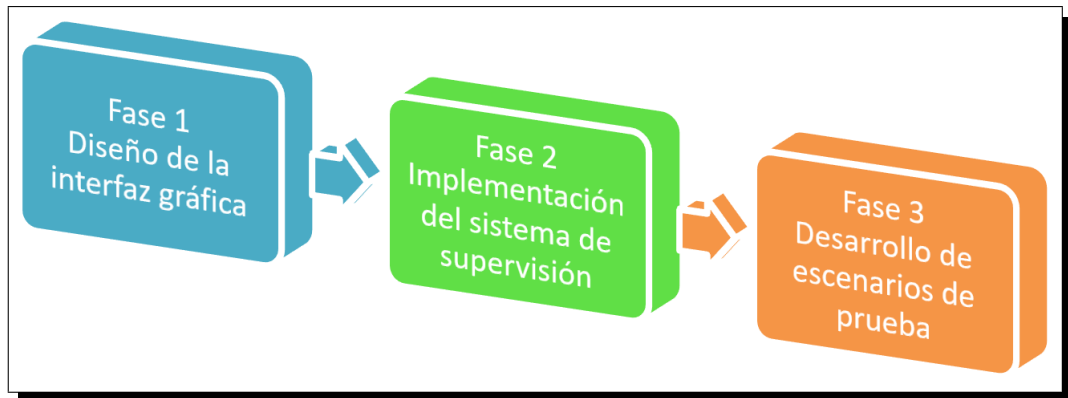 Fase 1
Diseño de la
interfaz gráfica
Fase 2
Implementación
del sistema de
supervisión
Fase 3
Desarrollo de
escenarios de
prueba